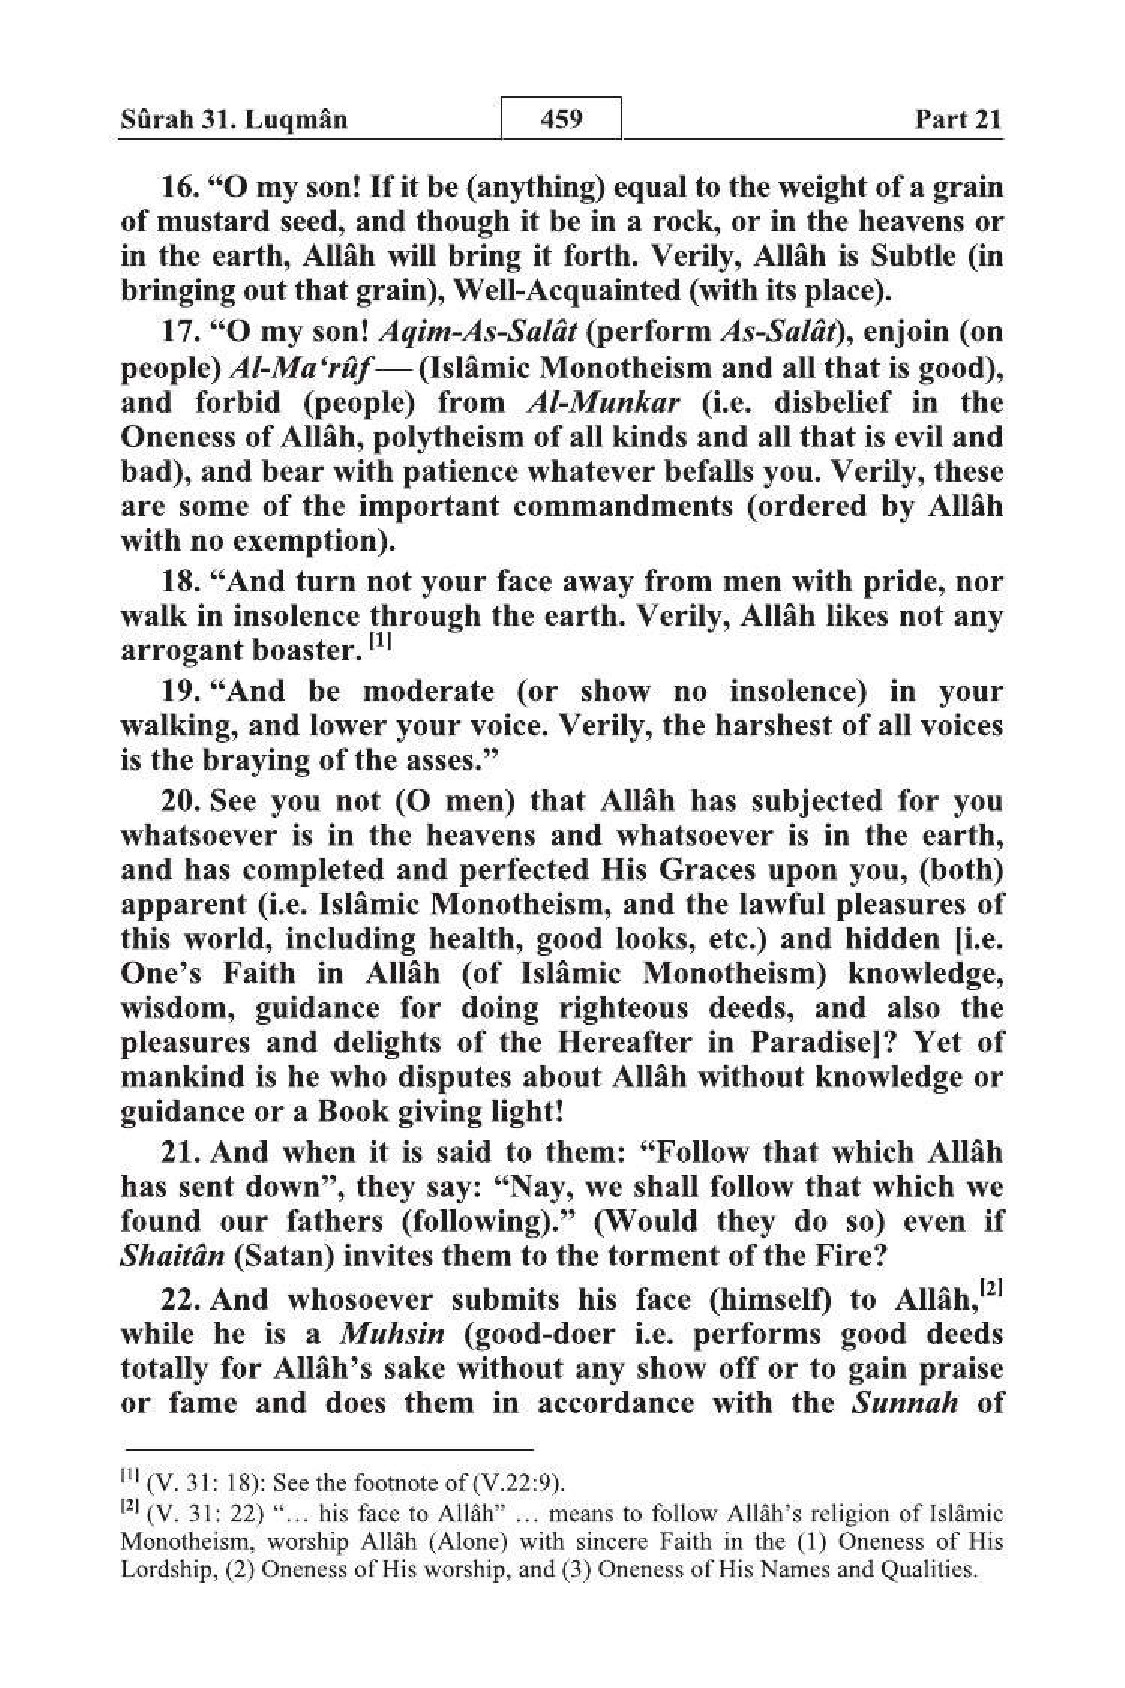 Sûrah 31. Luqmân 459 Part 21
16. “O my son! If it be (anything) equal to the weight of a grain
of mustard seed, and though it be in a rock, or in the heavens or
in the earth, Allâh will bring it forth. Verily, Allâh is Subtle (in
bringing out that grain), Well-Acquainted (with its place).
17. “O my son! Aqim-As-Salât (perform As-Salât), enjoin (on
people) Al-Ma‘rûf — (Islâmic Monotheism and all that is good),
and forbid (people) from Al-Munkar (i.e. disbelief in the
Oneness of Allâh, polytheism of all kinds and all that is evil and
bad), and bear with patience whatever befalls you. Verily, these
are some of the important commandments (ordered by Allâh
with no exemption).
18. “And turn not your face away from men with pride, nor
walk in insolence through the earth. Verily, Allâh likes not any
arrogant boaster. [1]
19. “And be moderate (or show no insolence) in your
walking, and lower your voice. Verily, the harshest of all voices
is the braying of the asses.”
20. See you not (O men) that Allâh has subjected for you
whatsoever is in the heavens and whatsoever is in the earth,
and has completed and perfected His Graces upon you, (both)
apparent (i.e. Islâmic Monotheism, and the lawful pleasures of
this world, including health, good looks, etc.) and hidden [i.e.
One’s Faith in Allâh (of Islâmic Monotheism) knowledge,
wisdom, guidance for doing righteous deeds, and also the
pleasures and delights of the Hereafter in Paradise]? Yet of
mankind is he who disputes about Allâh without knowledge or
guidance or a Book giving light!
21. And when it is said to them: “Follow that which Allâh
has sent down”, they say: “Nay, we shall follow that which we
found our fathers (following).” (Would they do so) even if
Shaitân (Satan) invites them to the torment of the Fire?
22. And whosoever submits his face (himself) to Allâh,[2]
while he is a Muhsin (good-doer i.e. performs good deeds
totally for Allâh’s sake without any show off or to gain praise
or fame and does them in accordance with the Sunnah of
[1] (V. 31: 18): See the footnote of (V.22:9).
[2] (V. 31: 22) “… his face to Allâh” … means to follow Allâh’s religion of Islâmic
Monotheism, worship Allâh (Alone) with sincere Faith in the (1) Oneness of His
Lordship, (2) Oneness of His worship, and (3) Oneness of His Names and Qualities.